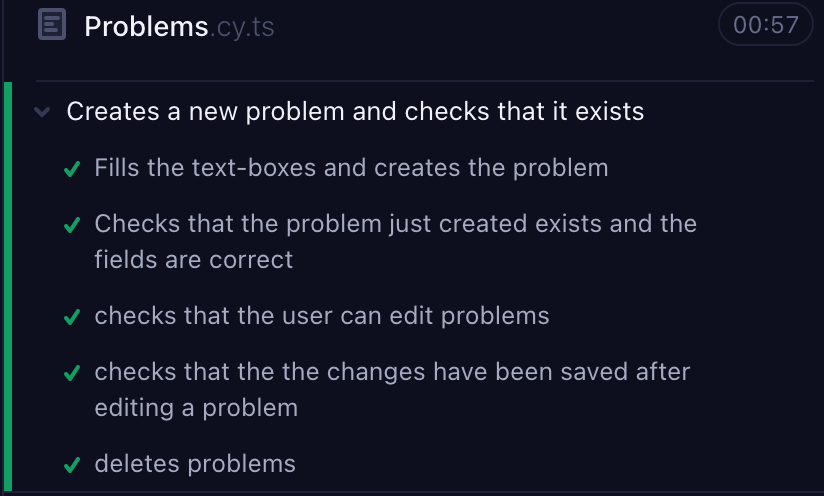 Problems.cy.ts
00:57
Creates a new problem and checks that it exists
Fills the text-boxes and creates the problem
Checks that the problem just created exists and the
fields are correct
checks that the user can edit problems
checks that the the changes have been saved after
editing a problem
deletes problems